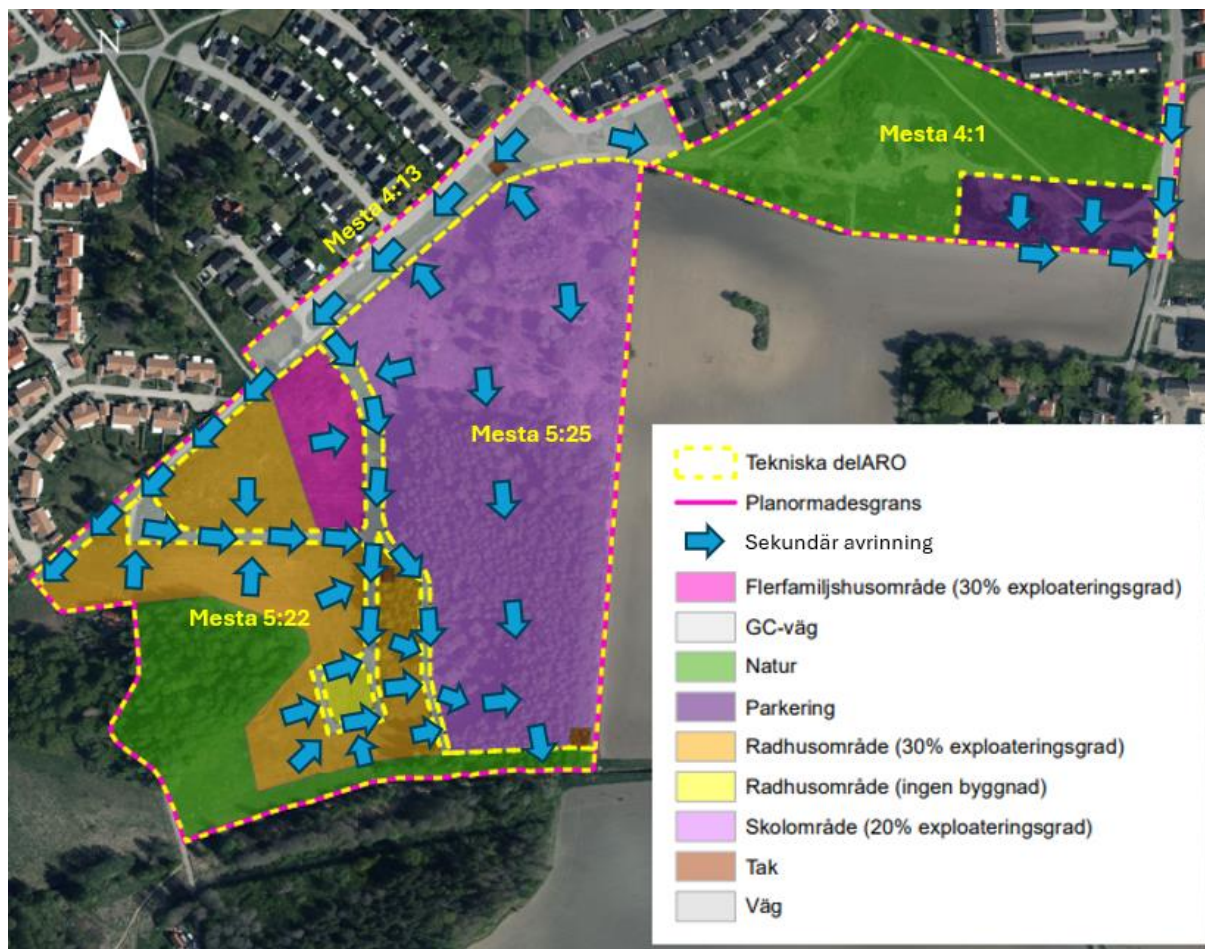 N
Mesta 4:1
Mesta 4:13
Mesta 5:25
Mesta 5:22
Tekniska delARO
Planormadesgrans
Sekundär avrinning
Flerfamiljshusområde (30% exploateringsgrad)
GC-väg
Natur
Parkering
Radhusområde (30% exploateringsgrad)
Radhusområde (ingen byggnad)
Skolområde (20% exploateringsgrad)
Tak
Väg